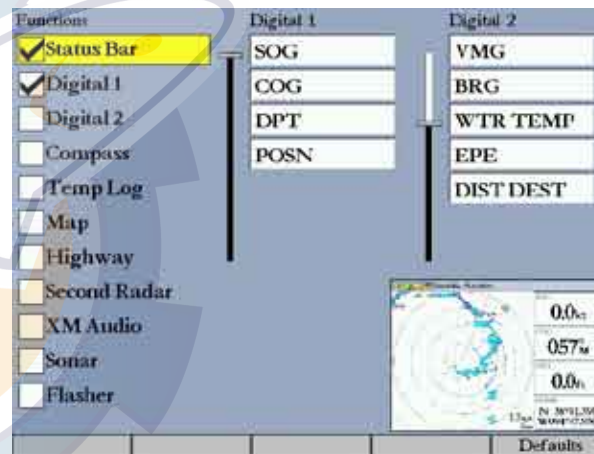 Functions
Status Bar
Digital 1
Digital 2
Compass
Temp Log
Map
Highway
Second Radar
XM Audio
Sonar
Flasher
Digital 1
SOG
COG
DPT
POSN
Digital 2
VMG
BRG
WTR TEMP
EPE
DIST DEST
0.0
057
0.0
Defaults